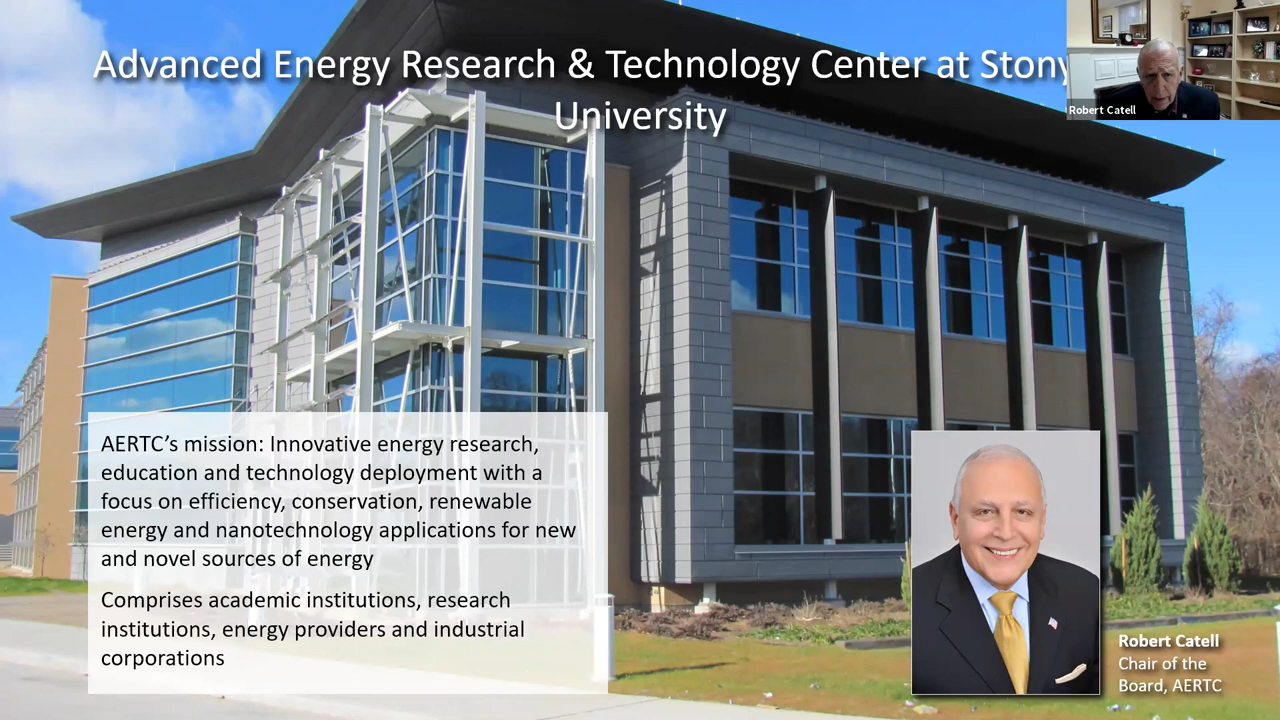 Advanced Energy Research & Technology Center at Stony
University
Robert Catell
AERTC’s mission: Innovative energy research,
education and technology deployment with a
focus on efficiency, conservation, renewable
energy and nanotechnology applications for new
and novel sources of energy
Comprises academic institutions, research
institutions, energy providers and industrial
corporations
Robert Catell
Chair of the
Board, AERTC